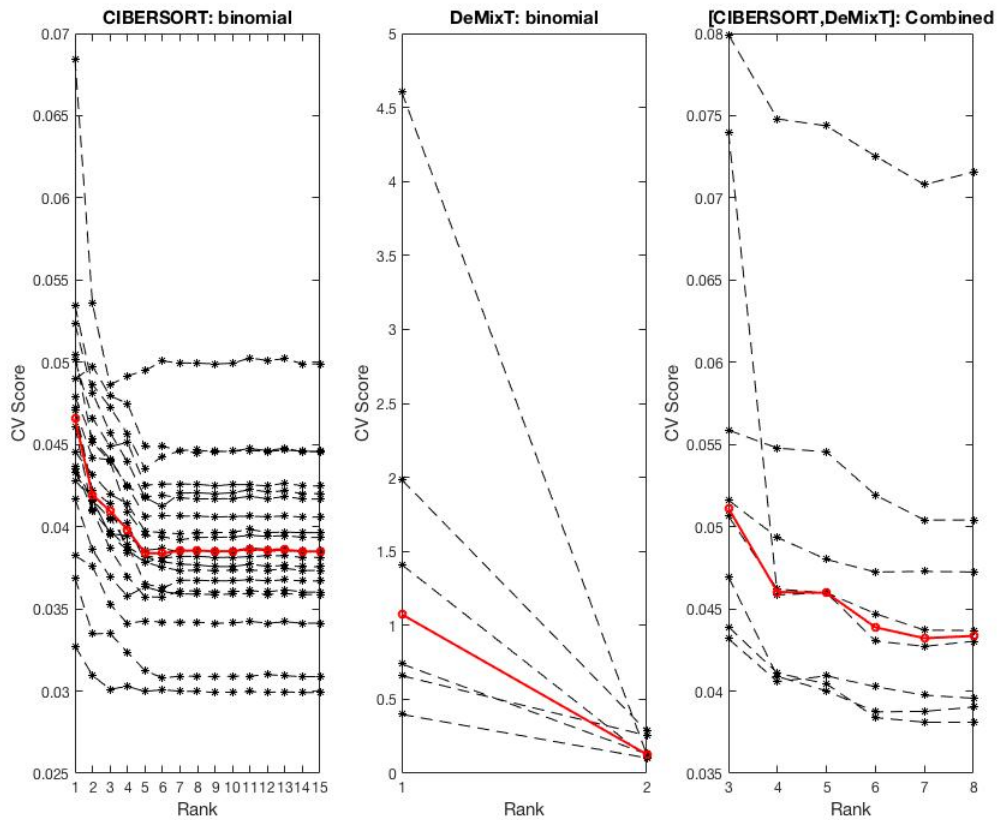 CIBERSORT: binomial
0.07
0.065
0.06
0.055
0.05
0.045
0.04
0.035
0.03
0.025
CV Score
1 2 3 4 5 6 7 8 9 10 11 12 13 14 15
Rank
DeMixT: binomial
5
4.5
4
3.5
3
2.5
2
1.5
1
0.5
0
CV Score
1 2
Rank
[CIBERSORT,DeMixT]: Combined
0.08
0.075
0.07
0.065
0.06
0.055
0.05
0.045
0.04
0.035
CV Score
3 4 5 6 7 8
Rank